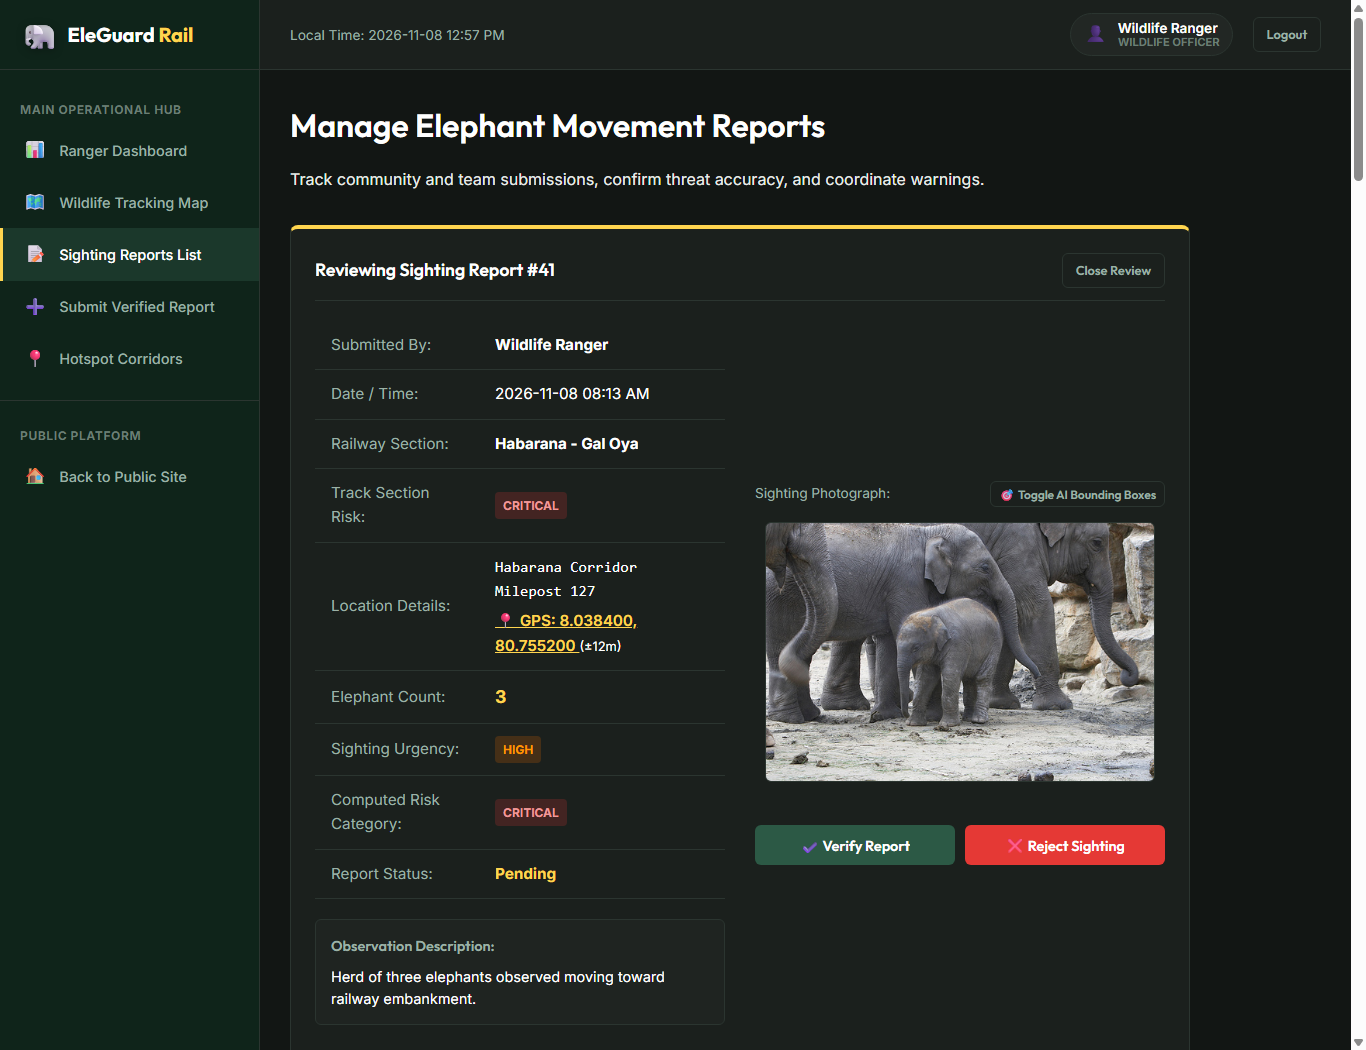 EleGuard Rail
Local Time: 2026-11-08 12:57 PM
Wildlife Ranger
WILDLIFE OFFICER
Logout
MAIN OPERATIONAL HUB
Ranger Dashboard
Wildlife Tracking Map
Sighting Reports List
Submit Verified Report
Hotspot Corridors
PUBLIC PLATFORM
Back to Public Site
Manage Elephant Movement Reports
Track community and team submissions, confirm threat accuracy, and coordinate warnings.
Reviewing Sighting Report #41
Close Review
Submitted By: Wildlife Ranger
Date / Time: 2026-11-08 08:13 AM
Railway Section: Habarana - Gal Oya
Track Section
Risk:
CRITICAL
Location Details:
Habarana Corridor
Milepost 127
GPS: 8.038400,
80.755200 (±12m)
Elephant Count: 3
Sighting Urgency: HIGH
Computed Risk
Category:
CRITICAL
Report Status: Pending
Observation Description:
Herd of three elephants observed moving toward
railway embankment.
Sighting Photograph:
Toggle AI Bounding Boxes
Verify Report
Reject Sighting